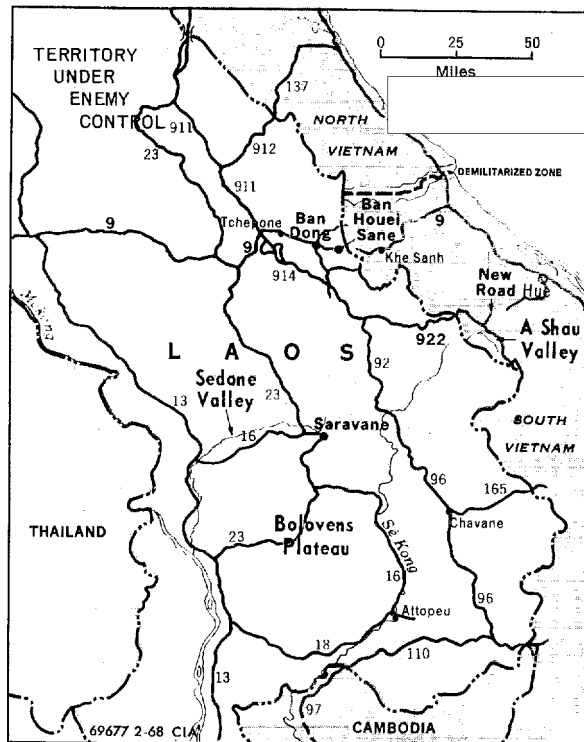 TERRITORY
UNDER
ENEMY
CONTROL
0 25 50
Miles
137
NORTH
VIETNAM
911
912
23
911
DEMILITARIZED ZONE
Tchepone
Ban
Dong
Ban
Houei
Sane
9
9
9
Khe Sanh
914
New
Road
Hue
Mekong
922
A Shau
Valley
LAOS
92
Sedone
Valley
13
23
16
Saravane
SOUTH
VIETNAM
96
165
THAILAND
Bolovens
Plateau
23
Se Kong
Chavane
16
96
Attopeu
18
110
13
97
69677 2-68 CIA
CAMBODIA